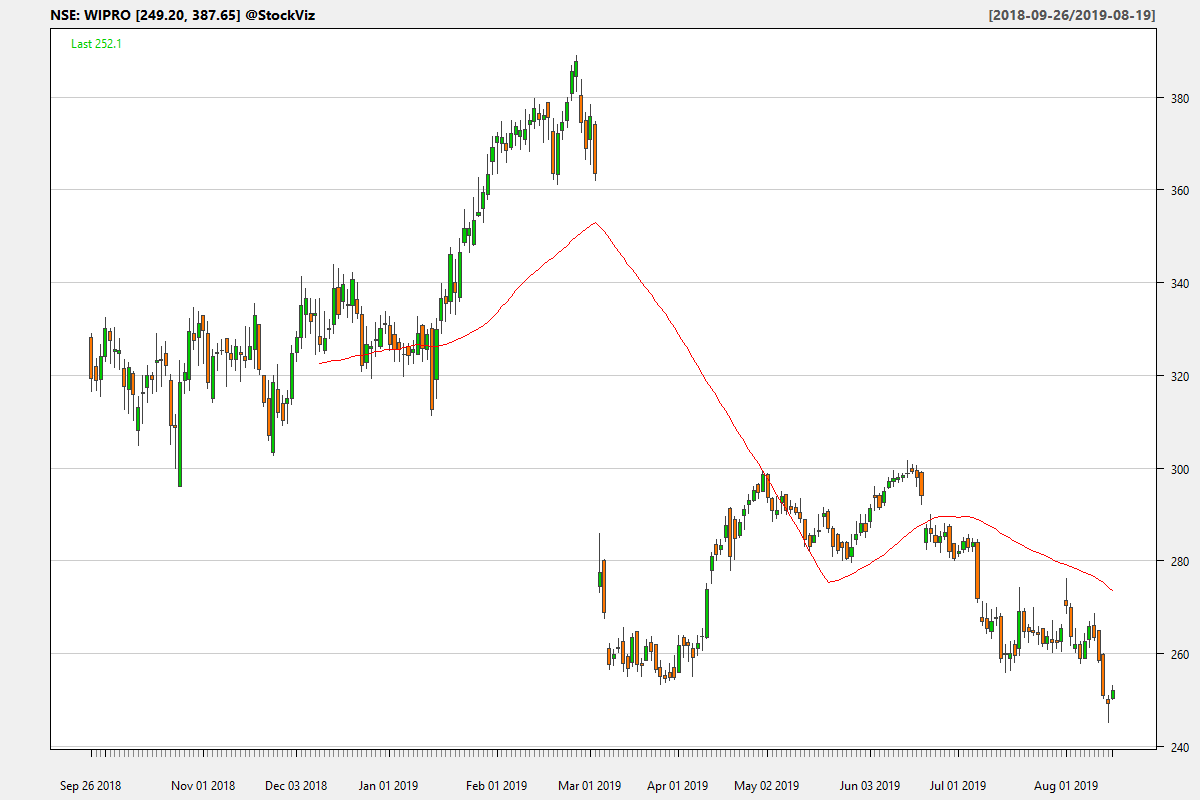 NSE: WIPRO [249.20, 387.65] @StockViz [2018-09-26/2019-08-19]
Last 252.1
380
360
340
320
300
280
260
240
Sep 26 2018 Nov 01 2018 Dec 03 2018 Jan 01 2019 Feb 01 2019 Mar 01 2019 Apr 01 2019 May 02 2019 Jun 03 2019 Jul 01 2019 Aug 01 2019